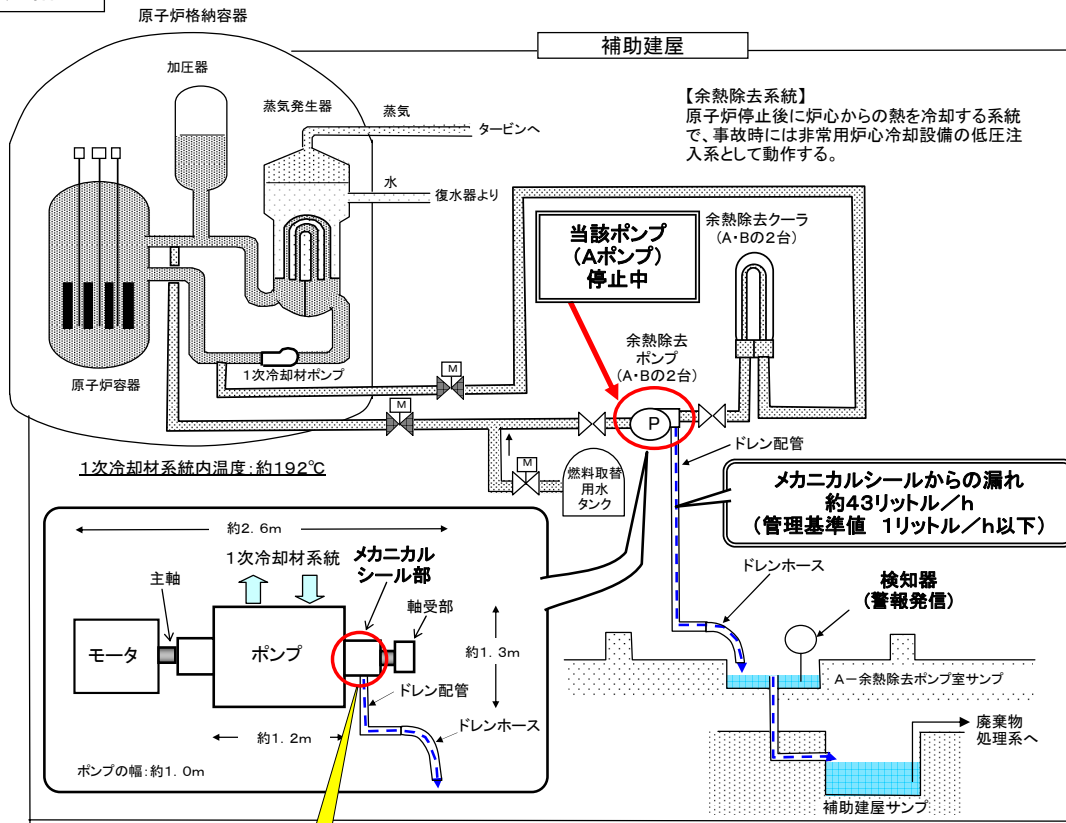 原子炉格納容器
補助建屋
加圧器
蒸気発生器
蒸気
タービンへ
水
復水器より
【余熱除去系統】
原子炉停止後に炉心からの熱を冷却する系統
で、事故時には非常用炉心冷却設備の低圧注
入系として動作する。
当該ポンプ
(Aポンプ)
停止中
余熱除去クーラ
(A・Bの2台)
余熱除去
ポンプ
(A・Bの2台)
原子炉容器
1次冷却材ポンプ
M
M
M
P
ドレン配管
1次冷却材系統内温度:約192℃
燃料取替
用水
タンク
メカニカルシールからの漏れ
約43リットル/h
(管理基準値 1リットル/h以下)
ドレンホース
検知器
(警報発信)
A-余熱除去ポンプ室サンプ
廃棄物
処理系へ
補助建屋サンプ
約2.6m
1次冷却材系統
メカニカル
シール部
主軸
軸受部
モータ
ポンプ
約1.3m
ドレン配管
ドレンホース
約1.2m
ポンプの幅:約1.0m